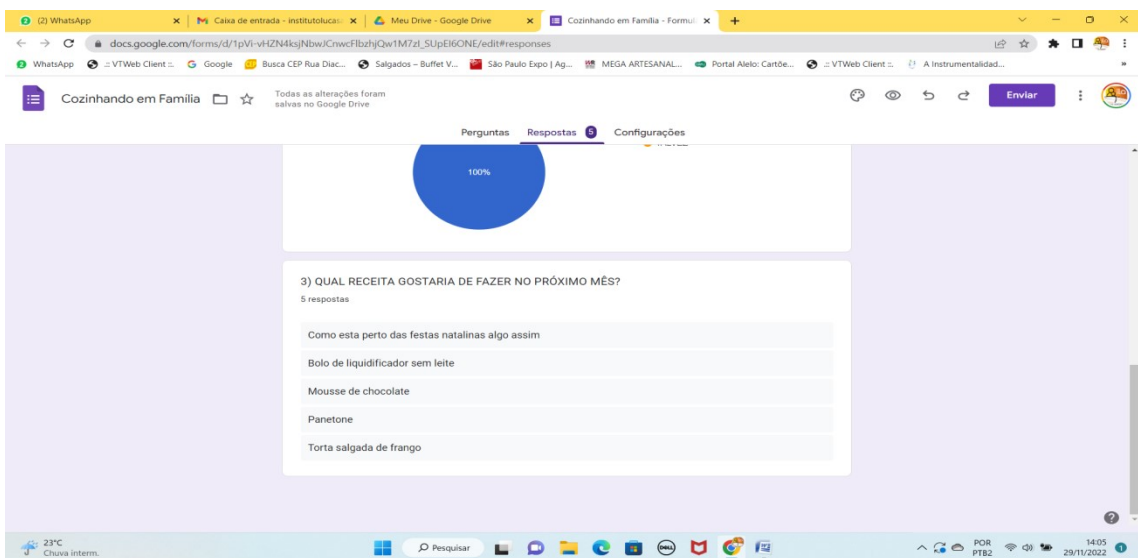 (2) WhatsApp
Caixa de entrada - institutolucas
Meu Drive - Google Drive
Cozinhando em Família - Formul
docs.google.com/forms/d/1pVi-vHZN4ksjNbwJCnwcFlbzhjQw1M7zI_SUpEI6ONE/edit#responses
WhatsApp
.:: VTWeb Client ::.
Google
Busca CEP Rua Diac...
Salgados – Buffet V...
São Paulo Expo | Ag...
MEGA ARTESANAL...
Portal Alelo: Cartõe...
.:: VTWeb Client ::.
A Instrumentalidad...
Cozinhando em Família
Todas as alterações foram
salvas no Google Drive
Enviar
Perguntas Respostas 5 Configurações
100%
3) QUAL RECEITA GOSTARIA DE FAZER NO PRÓXIMO MÊS?
5 respostas
Como esta perto das festas natalinas algo assim
Bolo de liquidificador sem leite
Mousse de chocolate
Panetone
Torta salgada de frango
23°C
Chuva interm.
Pesquisar
DELL
POR
PTB2
14:05
29/11/2022
1